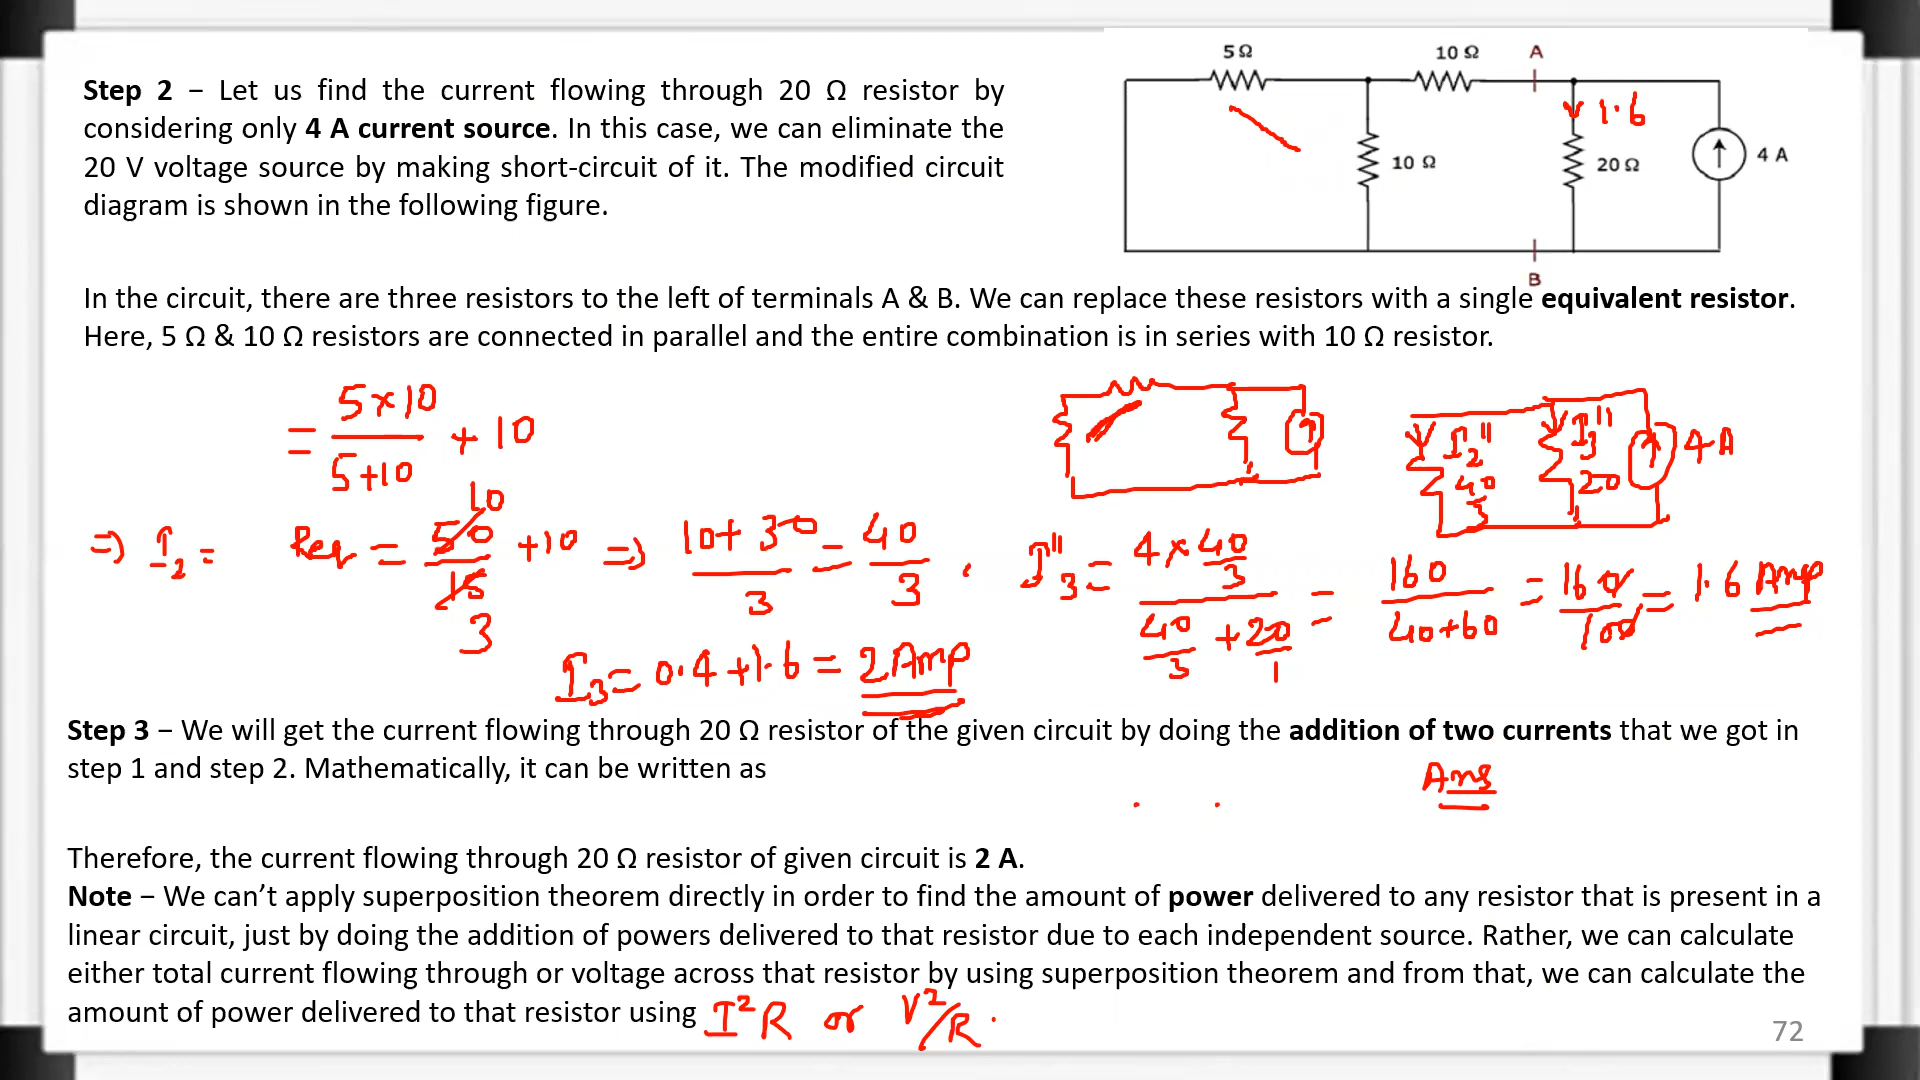 Step 2 − Let us find the current flowing through 20 Ω resistor by
considering only 4 A current source. In this case, we can eliminate the
20 V voltage source by making short-circuit of it. The modified circuit
diagram is shown in the following figure.
5 Ω
10 Ω
A
1.6
10 Ω
20 Ω
4 A
B
In the circuit, there are three resistors to the left of terminals A & B. We can replace these resistors with a single equivalent resistor.
Here, 5 Ω & 10 Ω resistors are connected in parallel and the entire combination is in series with 10 Ω resistor.
= 5×10 / 5+10 + 10
I2'' 40/3
I3'' 20
4A
⇒ I2 =
Req = 50/15 + 10 ⇒ 10+30 / 3 = 40/3 .
10
3
I3'' = 4 × 40/3 / 40/3 + 20/1 = 160 / 40+60 = 160/100 = 1.6 Amp
I3 = 0.4 + 1.6 = 2 Amp
Step 3 − We will get the current flowing through 20 Ω resistor of the given circuit by doing the addition of two currents that we got in
step 1 and step 2. Mathematically, it can be written as
Ans
Therefore, the current flowing through 20 Ω resistor of given circuit is 2 A.
Note − We can’t apply superposition theorem directly in order to find the amount of power delivered to any resistor that is present in a
linear circuit, just by doing the addition of powers delivered to that resistor due to each independent source. Rather, we can calculate
either total current flowing through or voltage across that resistor by using superposition theorem and from that, we can calculate the
amount of power delivered to that resistor using I²R or V²/R.
72